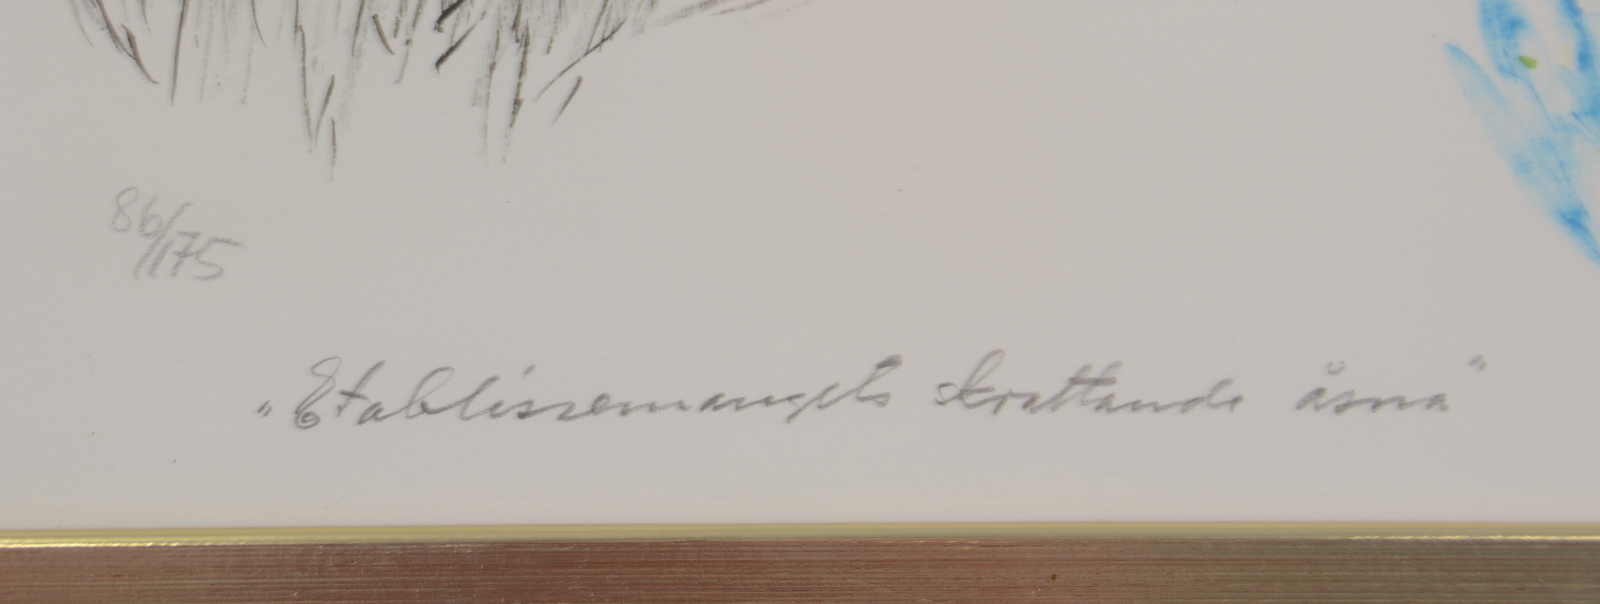 86/175
"Etablissemangets skrattande åsna"